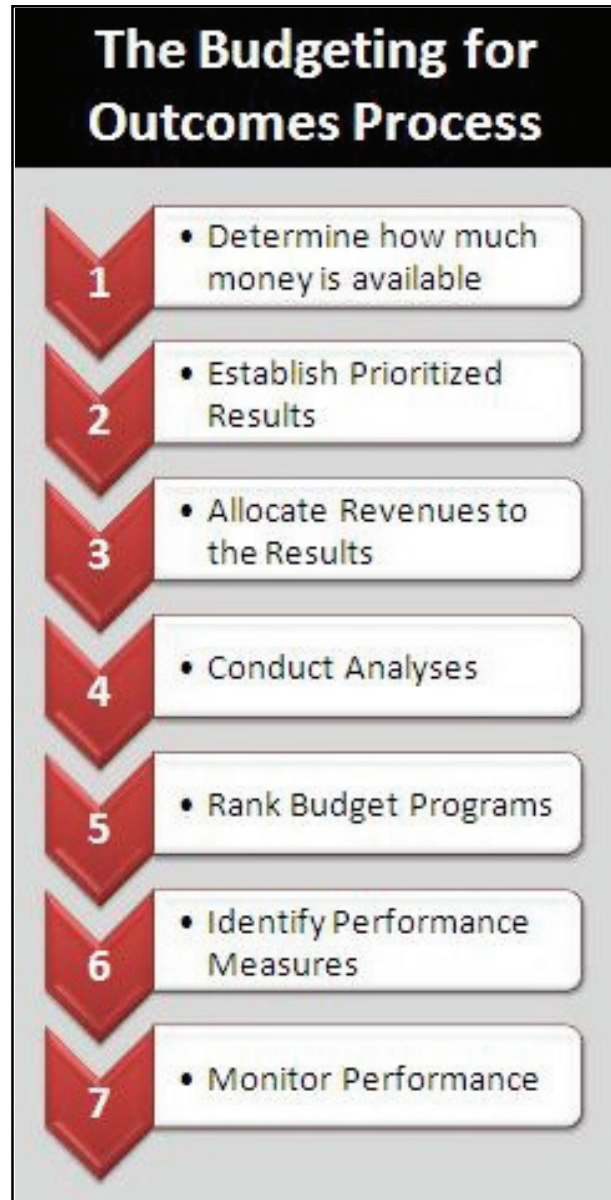 The Budgeting for
Outcomes Process
1
• Determine how much
money is available
2
• Establish Prioritized
Results
3
• Allocate Revenues to
the Results
4
• Conduct Analyses
5
• Rank Budget Programs
6
• Identify Performance
Measures
7
• Monitor Performance